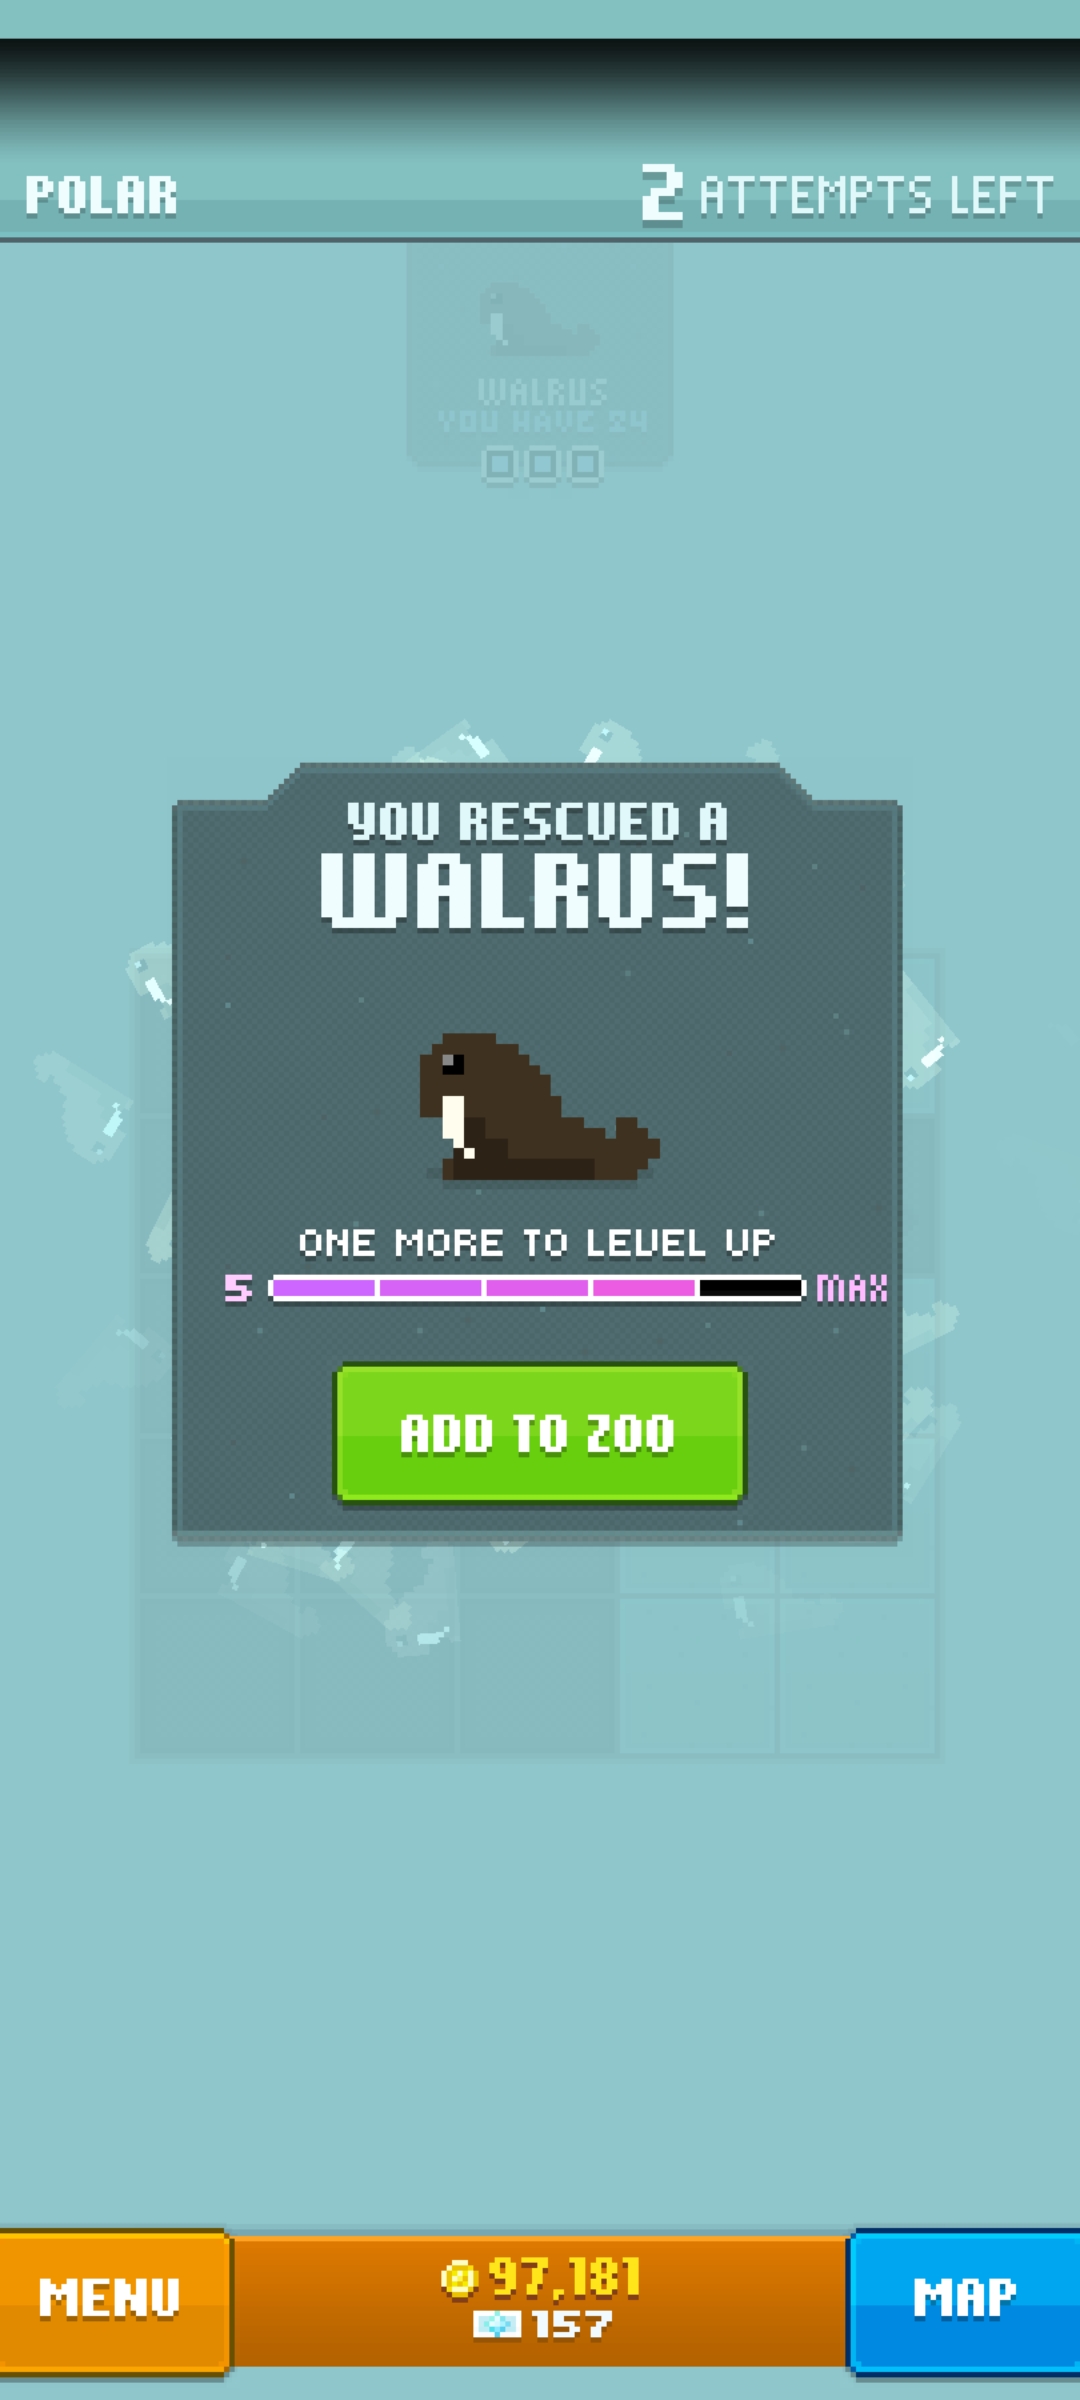 POLAR
2 ATTEMPTS LEFT
WALRUS
YOU HAVE 24
YOU RESCUED A
WALRUS!
ONE MORE TO LEVEL UP
5 MAX
ADD TO ZOO
MENU
97,181
157
MAP